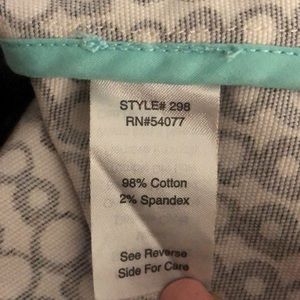 STYLE# 298
RN#54077
98% Cotton
2% Spandex
See Reverse
Side For Care